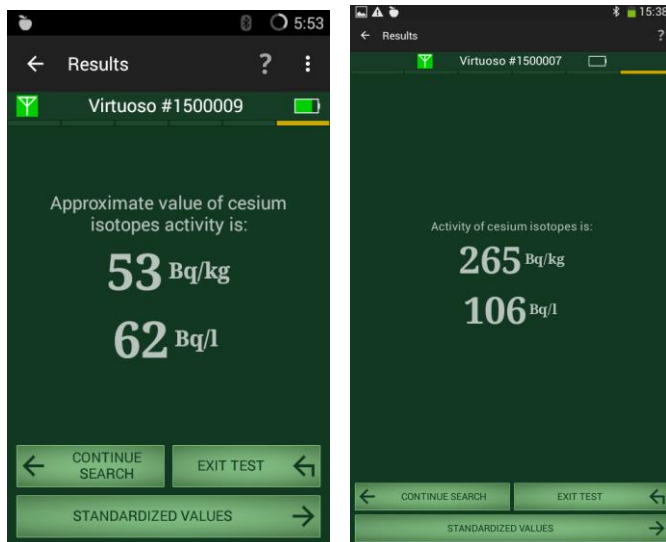 5:53
Results ?
Virtuoso #1500009
Approximate value of cesium
isotopes activity is:
53 Bq/kg
62 Bq/l
CONTINUE
SEARCH
EXIT TEST
STANDARDIZED VALUES
15:38
Results ?
Virtuoso #1500007
Activity of cesium isotopes is:
265 Bq/kg
106 Bq/l
CONTINUE SEARCH
EXIT TEST
STANDARDIZED VALUES